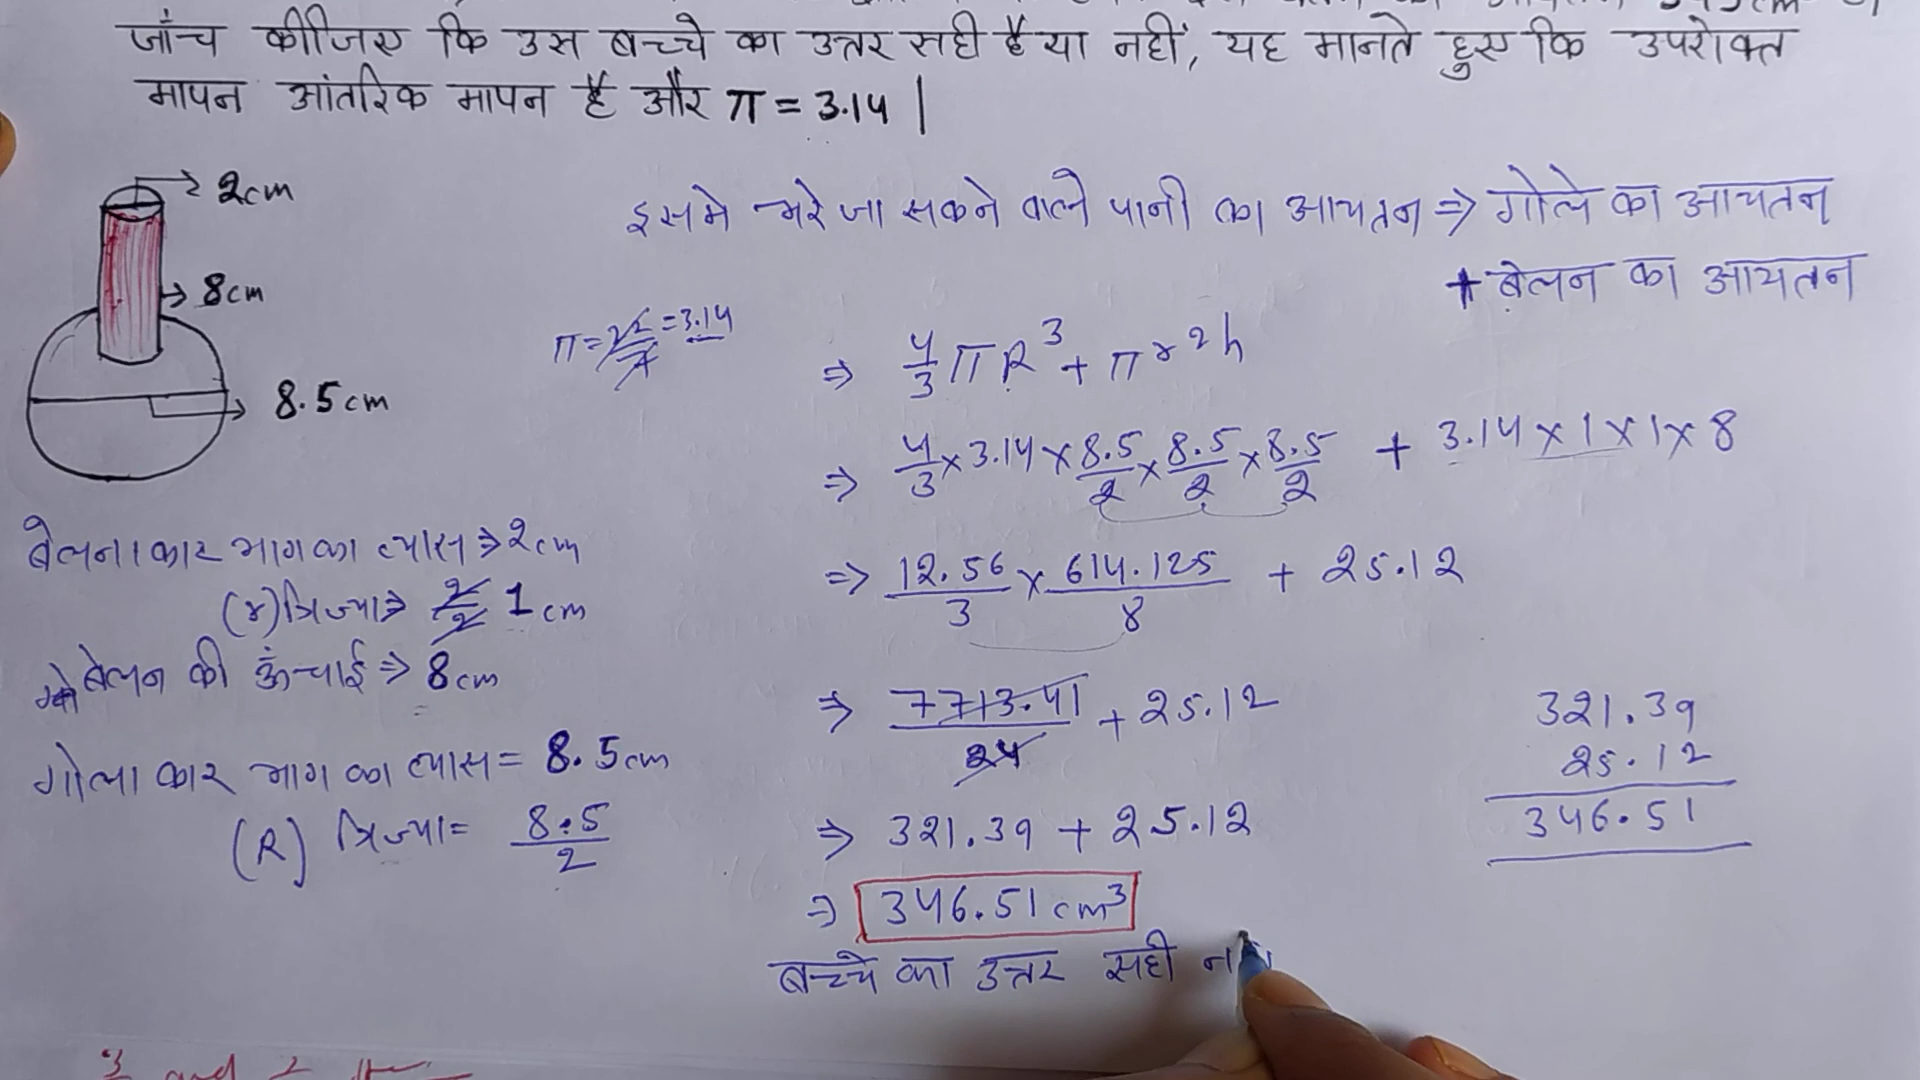 जांच कीजिए कि उस बच्चे का उत्तर सही है या नहीं, यह मानते हुए कि उपरोक्त
मापन आंतरिक मापन है और π = 3.14 |
2cm
8cm
8.5cm
इसमे भरे जा सकने वाले पानी का आयतन ⇒ गोले का आयतन
+ बेलन का आयतन
π = 22/7 = 3.14
⇒ 4/3 π R³ + π r² h
⇒ 4/3 × 3.14 × 8.5/2 × 8.5/2 × 8.5/2 + 3.14 × 1 × 1 × 8
⇒ 12.56/3 × 614.125/8 + 25.12
⇒ 7713.41/24 + 25.12
⇒ 321.39 + 25.12
⇒ 346.51 cm³
बच्चे का उत्तर सही
बेलनाकार भाग का व्यास ⇒ 2cm
(r) त्रिज्या ⇒ 2/2 1 cm
बेलन की ऊंचाई ⇒ 8cm
गोलाकार भाग का व्यास = 8.5cm
(R) त्रिज्या = 8.5/2
321.39
25.12
346.51